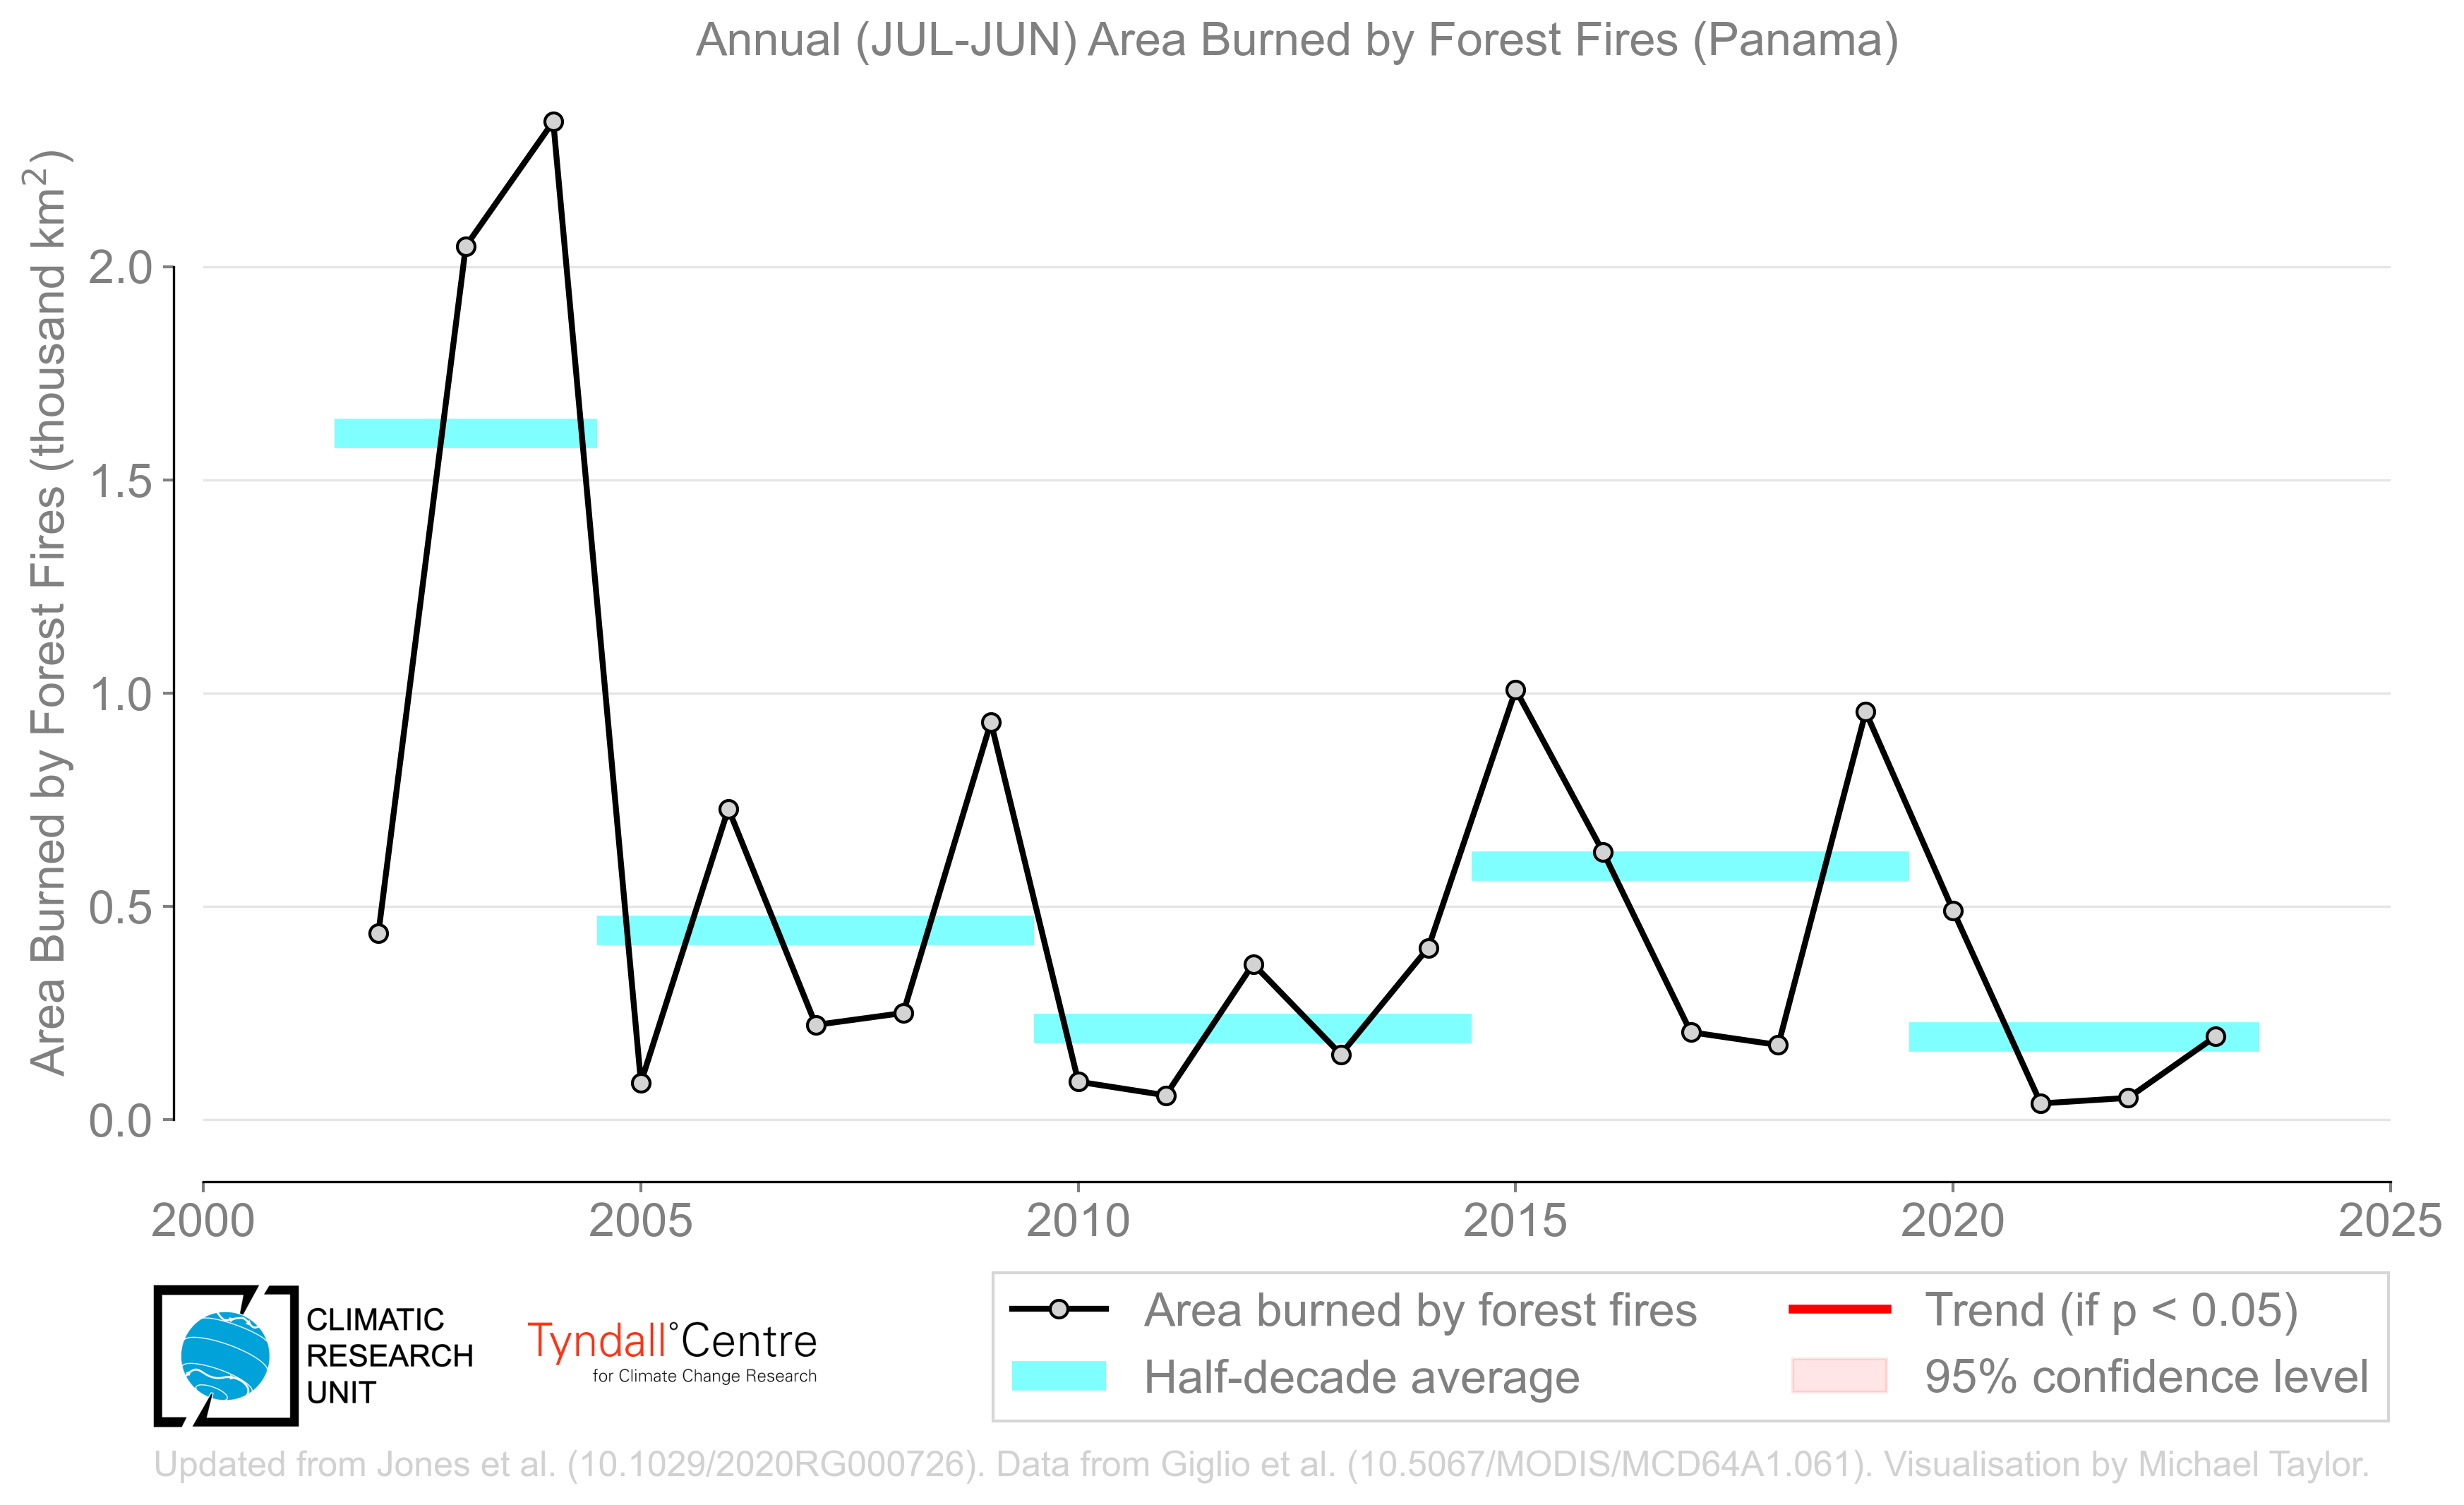 Annual (JUL-JUN) Area Burned by Forest Fires (Panama)
Area Burned by Forest Fires (thousand km²)
2.0
1.5
1.0
0.5
0.0
2000 2005 2010 2015 2020 2025
CLIMATIC
RESEARCH
UNIT
Tyndall°Centre
for Climate Change Research
Area burned by forest fires
Half-decade average
Trend (if p < 0.05)
95% confidence level
Updated from Jones et al. (10.1029/2020RG000726). Data from Giglio et al. (10.5067/MODIS/MCD64A1.061). Visualisation by Michael Taylor.